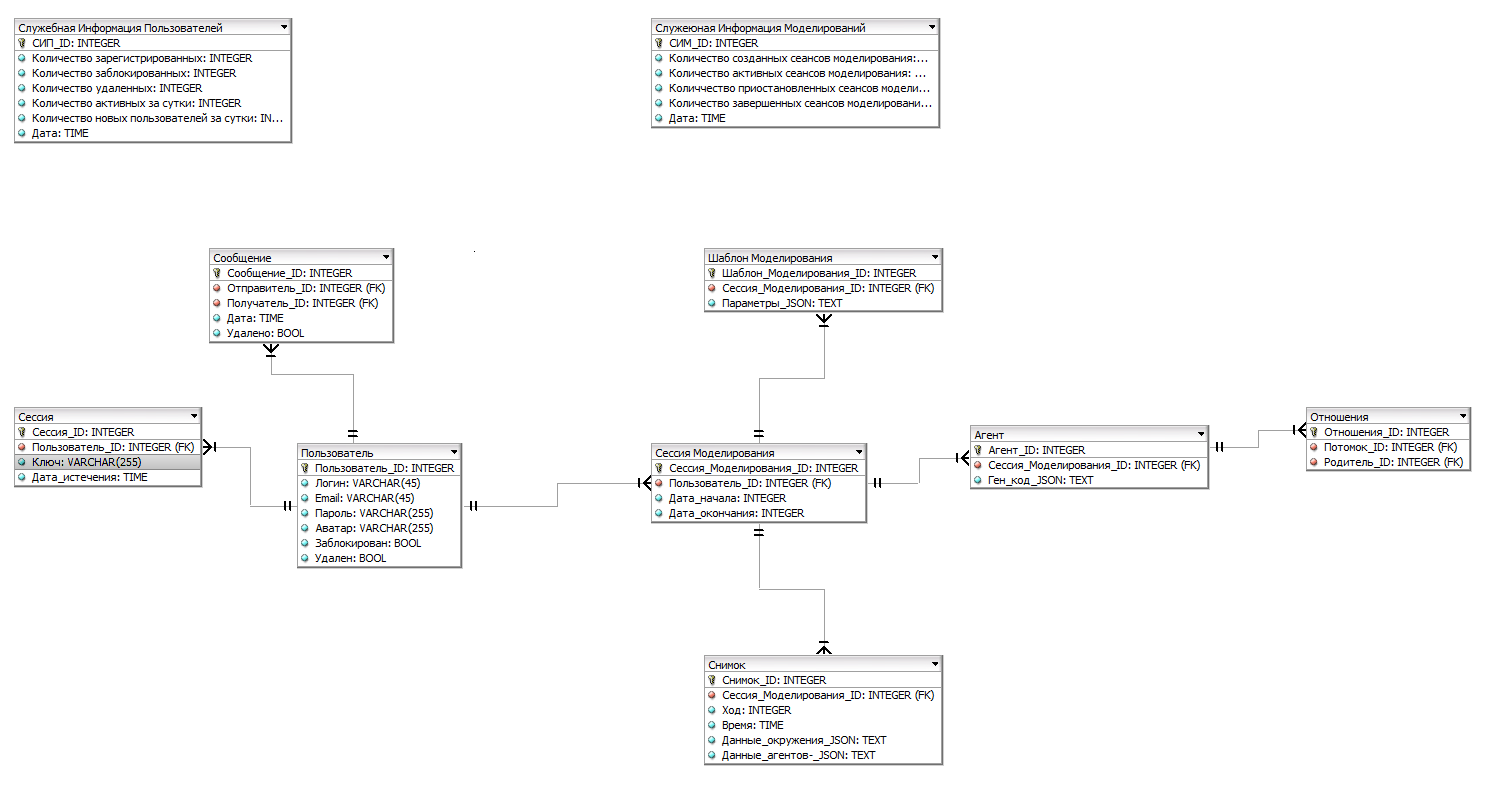 Служебная Информация Пользователей
СИП_ID: INTEGER
Количество зарегистрированных: INTEGER
Количество заблокированных: INTEGER
Количество удаленных: INTEGER
Количество активных за сутки: INTEGER
Количество новых пользователей за сутки: IN...
Дата: TIME
Служеюная Информация Моделирований
СИМ_ID: INTEGER
Количество созданных сеансов моделирования:...
Количество активных сеансов моделирования: ...
Количчество приостановленных сеансов модели...
Количество завершенных сеансов моделировани...
Дата: TIME
Сообщение
Сообщение_ID: INTEGER
Отправитель_ID: INTEGER (FK)
Получатель_ID: INTEGER (FK)
Дата: TIME
Удалено: BOOL
Шаблон Моделирования
Шаблон_Моделирования_ID: INTEGER
Сессия_Моделирования_ID: INTEGER (FK)
Параметры_JSON: TEXT
Сессия
Сессия_ID: INTEGER
Пользователь_ID: INTEGER (FK)
Ключ: VARCHAR(255)
Дата_истечения: TIME
Пользователь
Пользователь_ID: INTEGER
Логин: VARCHAR(45)
Email: VARCHAR(45)
Пароль: VARCHAR(255)
Аватар: VARCHAR(255)
Заблокирован: BOOL
Удален: BOOL
Сессия Моделирования
Сессия_Моделирования_ID: INTEGER
Пользователь_ID: INTEGER (FK)
Дата_начала: INTEGER
Дата_окончания: INTEGER
Агент
Агент_ID: INTEGER
Сессия_Моделирования_ID: INTEGER (FK)
Ген_код_JSON: TEXT
Отношения
Отношения_ID: INTEGER
Потомок_ID: INTEGER (FK)
Родитель_ID: INTEGER (FK)
Снимок
Снимок_ID: INTEGER
Сессия_Моделирования_ID: INTEGER (FK)
Ход: INTEGER
Время: TIME
Данные_окружения_JSON: TEXT
Данные_агентов-_JSON: TEXT